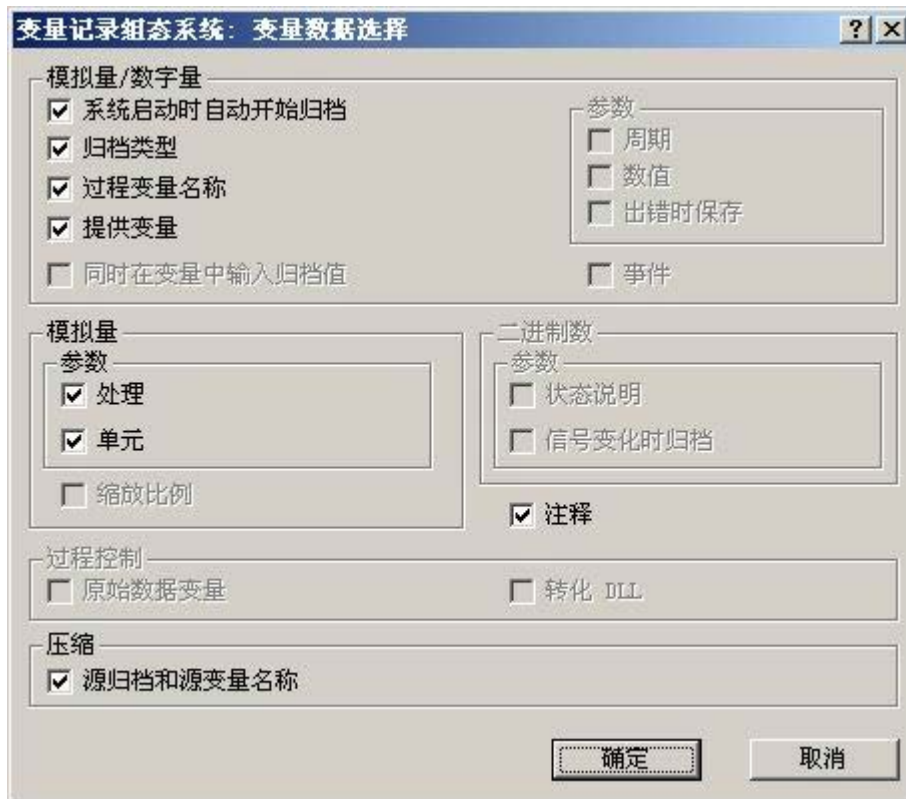 变量记录组态系统: 变量数据选择
模拟量/数字量
系统启动时自动开始归档
归档类型
过程变量名称
提供变量
同时在变量中输入归档值
参数
周期
数值
出错时保存
事件
模拟量
参数
处理
单元
缩放比例
二进制数
参数
状态说明
信号变化时归档
注释
过程控制
原始数据变量
转化 DLL
压缩
源归档和源变量名称
确定
取消